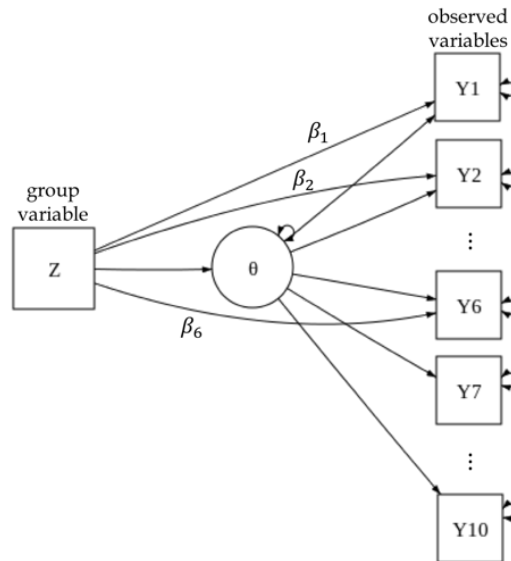 observed
variables
Y1
β₁
β₂
Y2
group
variable
⋮
Z
θ
Y6
β₆
Y7
⋮
Y10